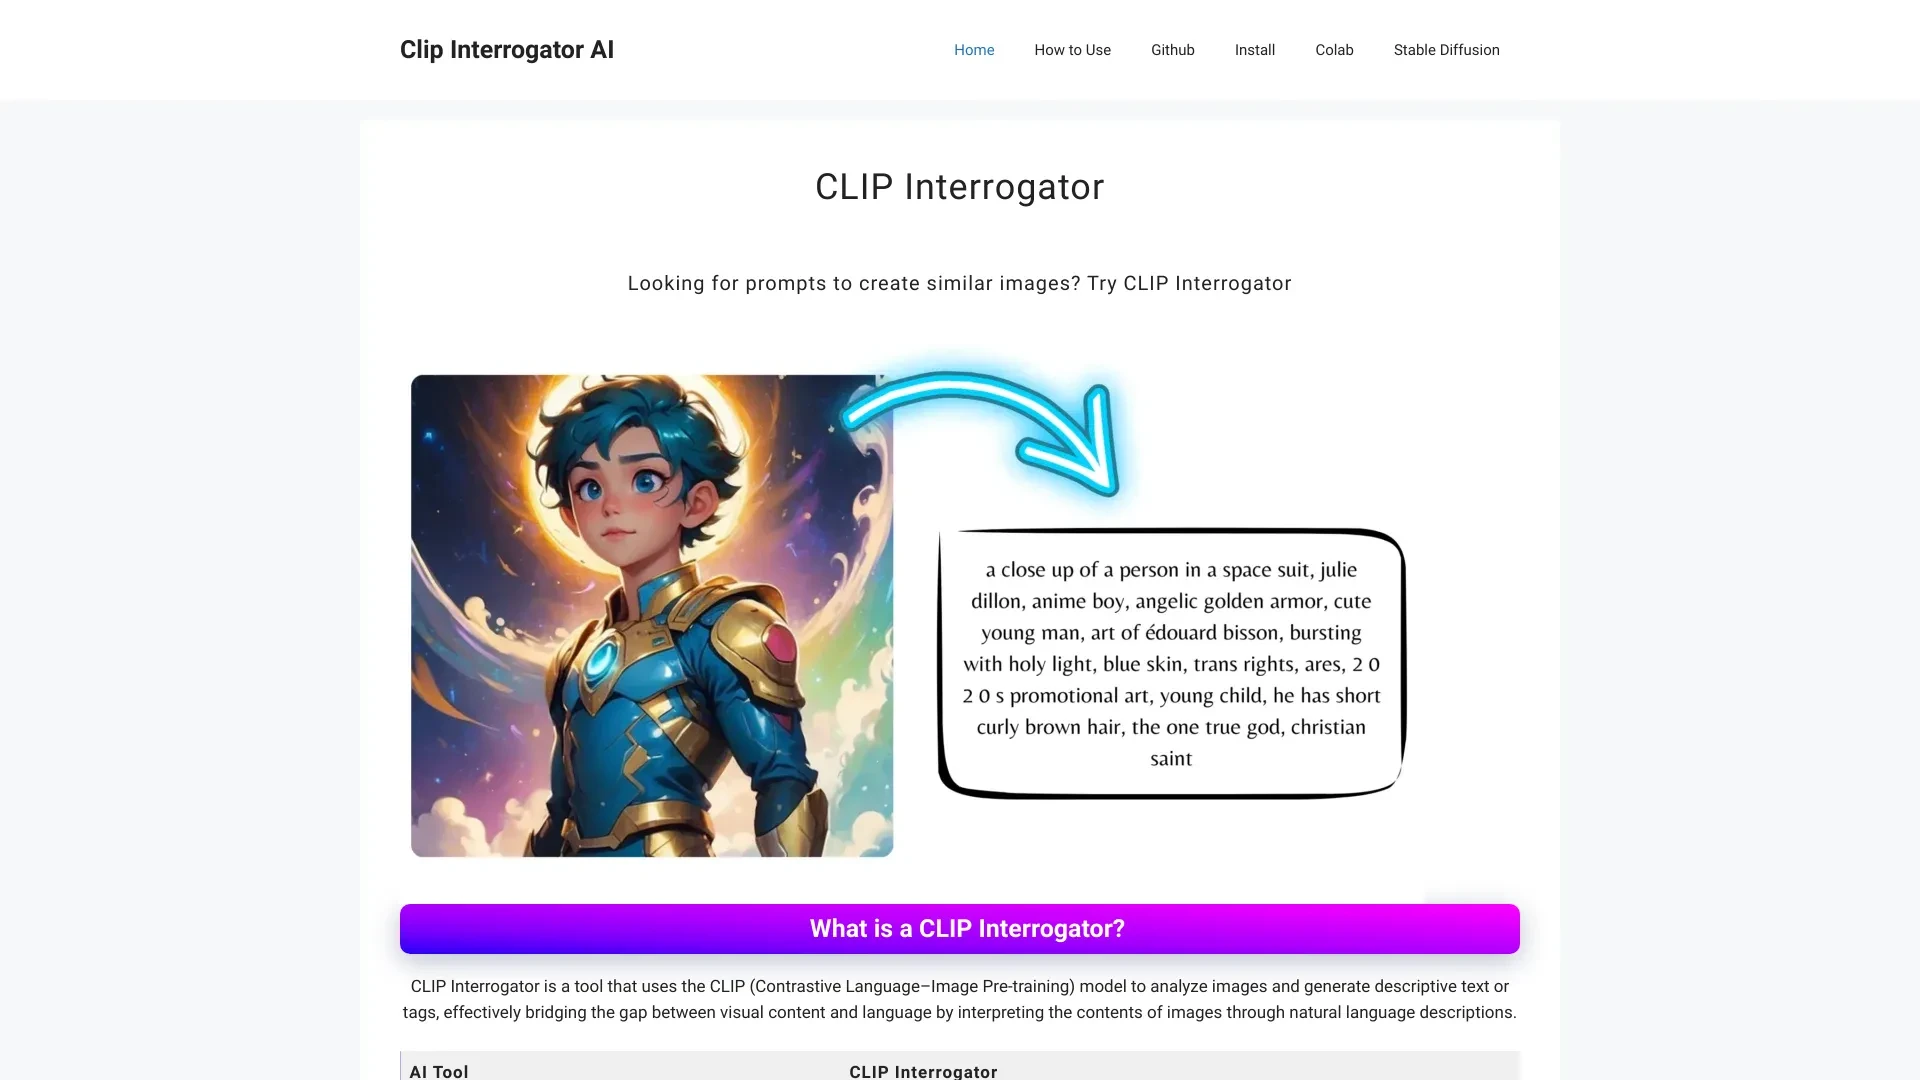 Clip Interrogator AI
Home
How to Use
Github
Install
Colab
Stable Diffusion
CLIP Interrogator
Looking for prompts to create similar images? Try CLIP Interrogator
a close up of a person in a space suit, julie
dillon, anime boy, angelic golden armor, cute
young man, art of édouard bisson, bursting
with holy light, blue skin, trans rights, ares, 2 0
2 0 s promotional art, young child, he has short
curly brown hair, the one true god, christian
saint
What is a CLIP Interrogator?
CLIP Interrogator is a tool that uses the CLIP (Contrastive Language–Image Pre-training) model to analyze images and generate descriptive text or
tags, effectively bridging the gap between visual content and language by interpreting the contents of images through natural language descriptions.
AI Tool
CLIP Interrogator